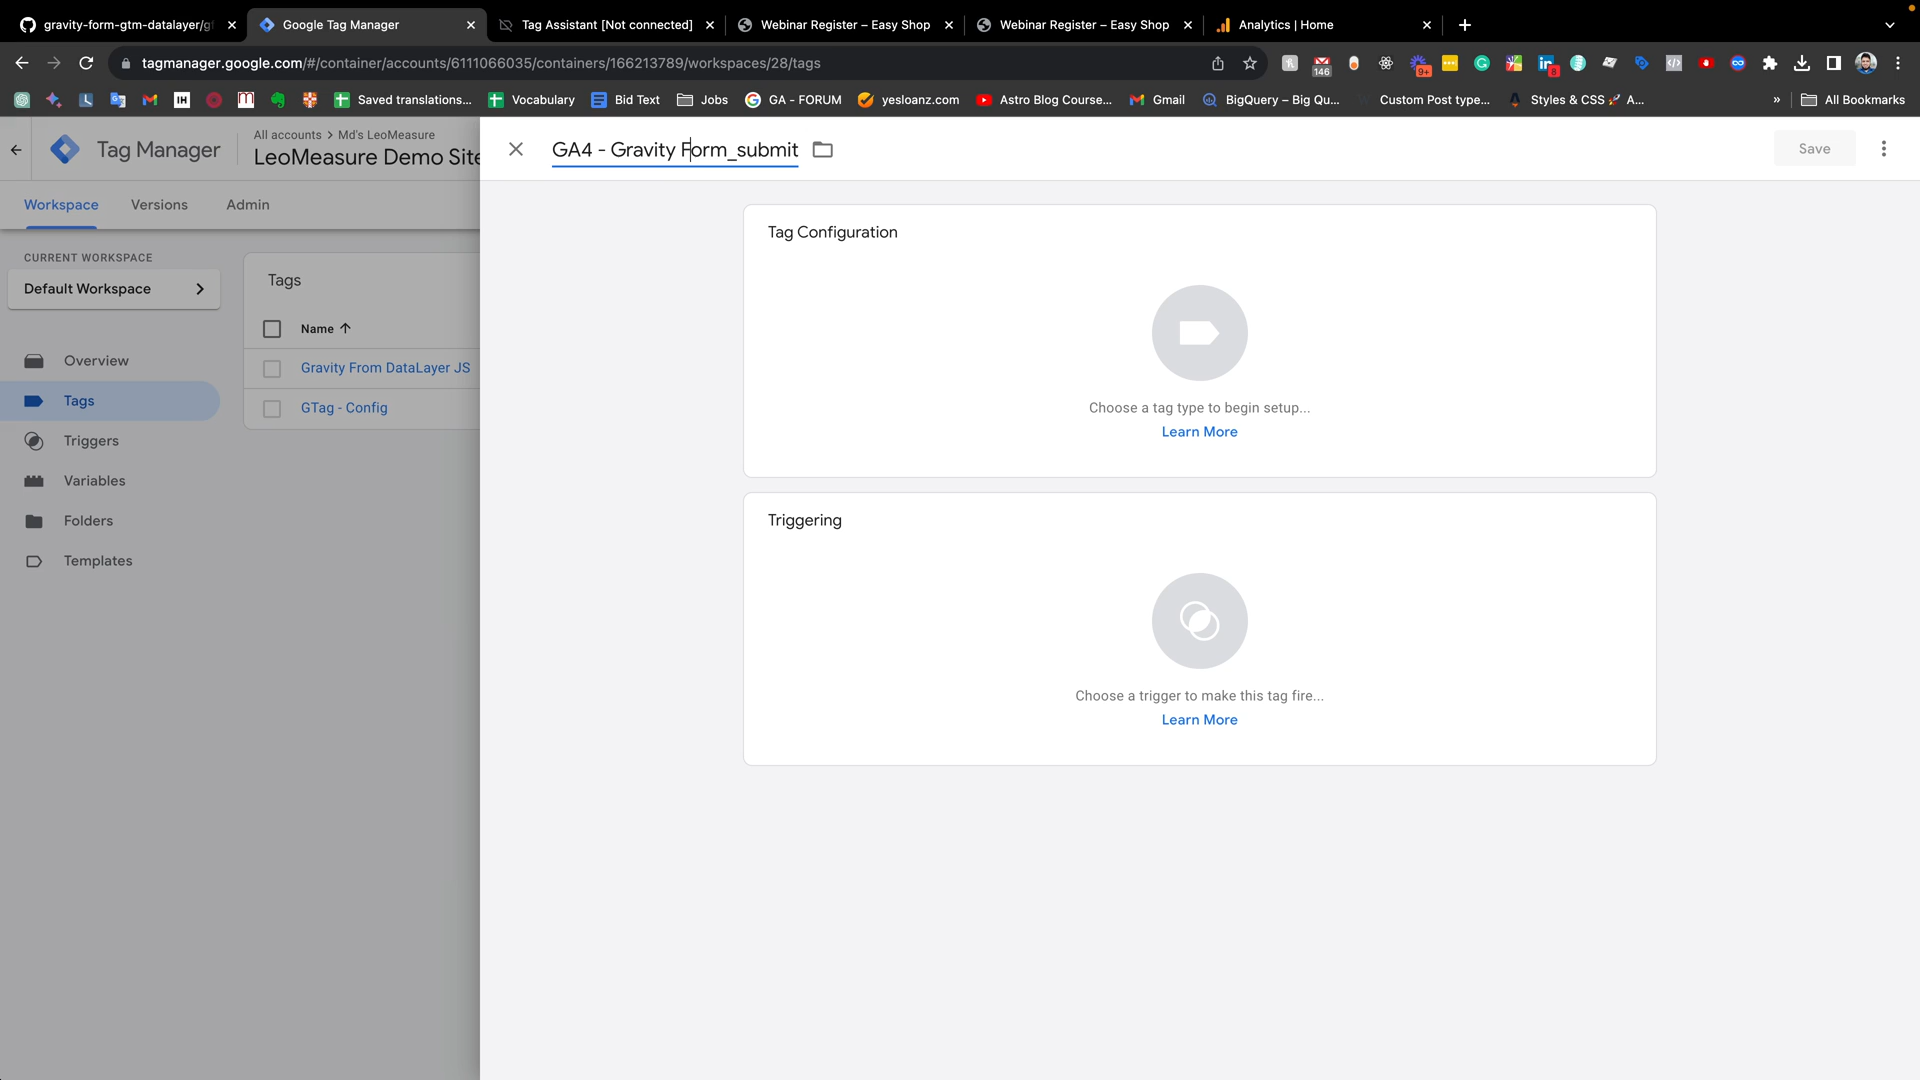 gravity-form-gtm-datalayer/g
Google Tag Manager
Tag Assistant [Not connected]
Webinar Register – Easy Shop
Webinar Register – Easy Shop
Analytics | Home
tagmanager.google.com/#/container/accounts/6111066035/containers/166213789/workspaces/28/tags
146
9+
8
Saved translations...
Vocabulary
Bid Text
Jobs
GA - FORUM
yesloanz.com
Astro Blog Course...
Gmail
BigQuery – Big Qu...
Custom Post type...
Styles & CSS 🚀 A...
»
All Bookmarks
Tag Manager
All accounts > Md's LeoMeasure
LeoMeasure Demo Site
GA4 - Gravity Form_submit
Save
Workspace
Versions
Admin
CURRENT WORKSPACE
Default Workspace
Overview
Tags
Triggers
Variables
Folders
Templates
Tags
Name
Gravity From DataLayer JS
GTag - Config
Tag Configuration
Choose a tag type to begin setup...
Learn More
Triggering
Choose a trigger to make this tag fire...
Learn More